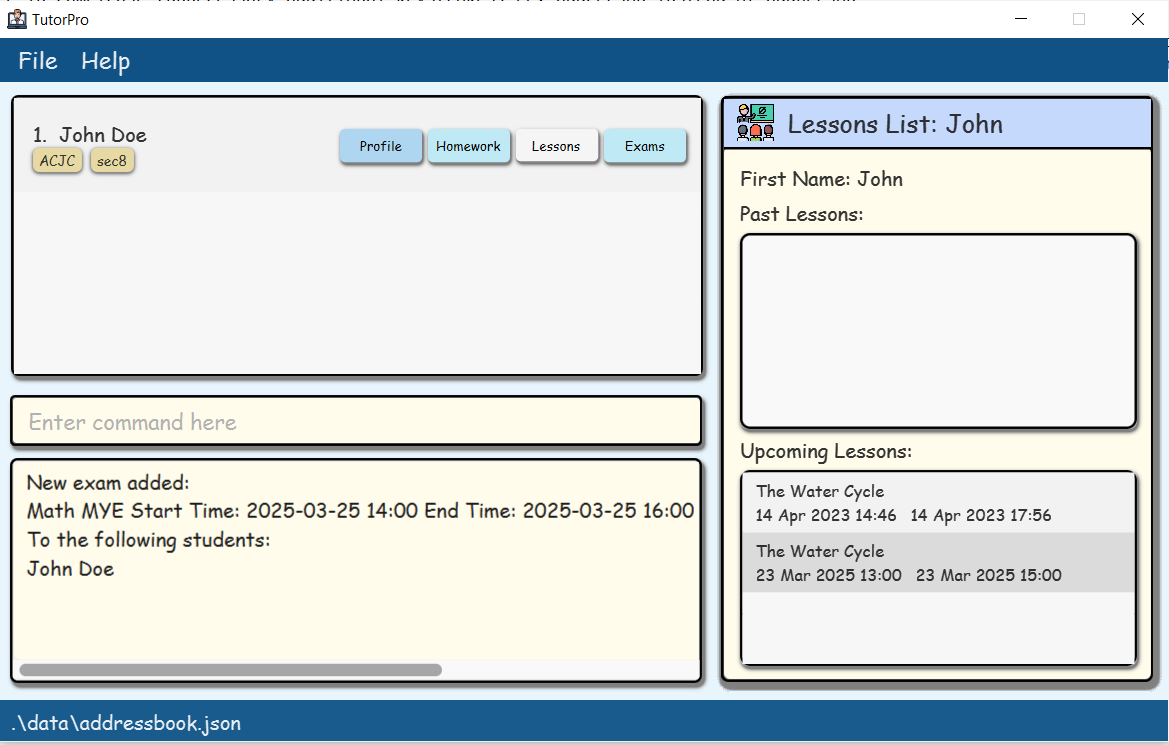 TutorPro
File Help
1. John Doe
ACJC sec8
Profile Homework Lessons Exams
Enter command here
New exam added:
Math MYE Start Time: 2025-03-25 14:00 End Time: 2025-03-25 16:00
To the following students:
John Doe
Lessons List: John
First Name: John
Past Lessons:
Upcoming Lessons:
The Water Cycle
14 Apr 2023 14:46 14 Apr 2023 17:56
The Water Cycle
23 Mar 2025 13:00 23 Mar 2025 15:00
.\data\addressbook.json